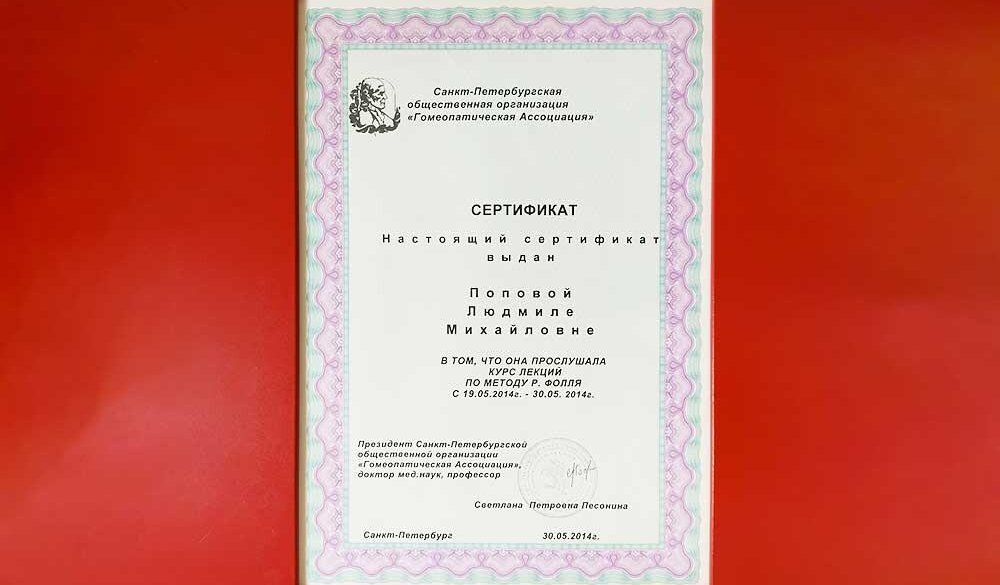 Санкт-Петербургская
общественная организация
«Гомеопатическая Ассоциация»
СЕРТИФИКАТ
Настоящий сертификат
выдан
Поповой
Людмиле
Михайловне
В ТОМ, ЧТО ОНА ПРОСЛУШАЛА
КУРС ЛЕКЦИЙ
ПО МЕТОДУ Р. ФОЛЛЯ
С 19.05.2014г. - 30.05. 2014г.
Президент Санкт-Петербургской
общественной организации
«Гомеопатическая Ассоциация»,
доктор мед.наук, профессор
Светлана Петровна Песонина
Санкт-Петербург 30.05.2014г.